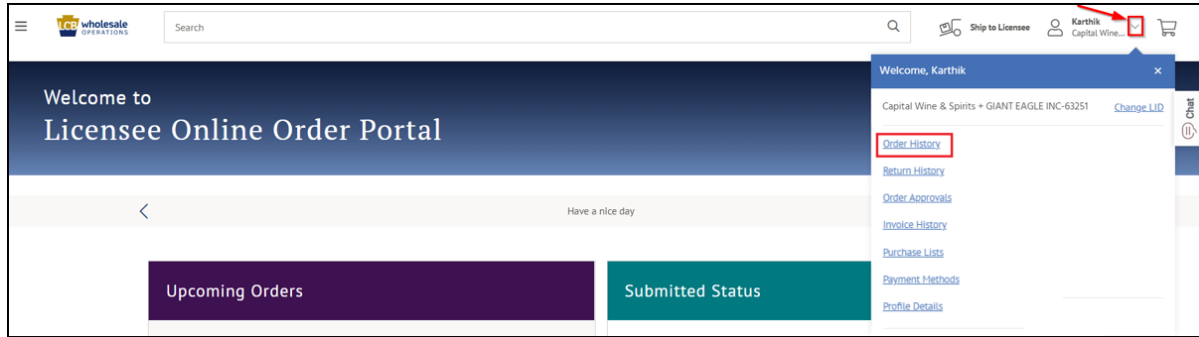 LCB wholesale
OPERATIONS
Search
Ship to Licensee
Karthik
Capital Wine...
Welcome, Karthik
×
Capital Wine & Spirits + GIANT EAGLE INC-63251
Change LID
Chat
Order History
Return History
Order Approvals
Invoice History
Purchase Lists
Payment Methods
Profile Details
Welcome to
Licensee Online Order Portal
Have a nice day
Upcoming Orders
Submitted Status